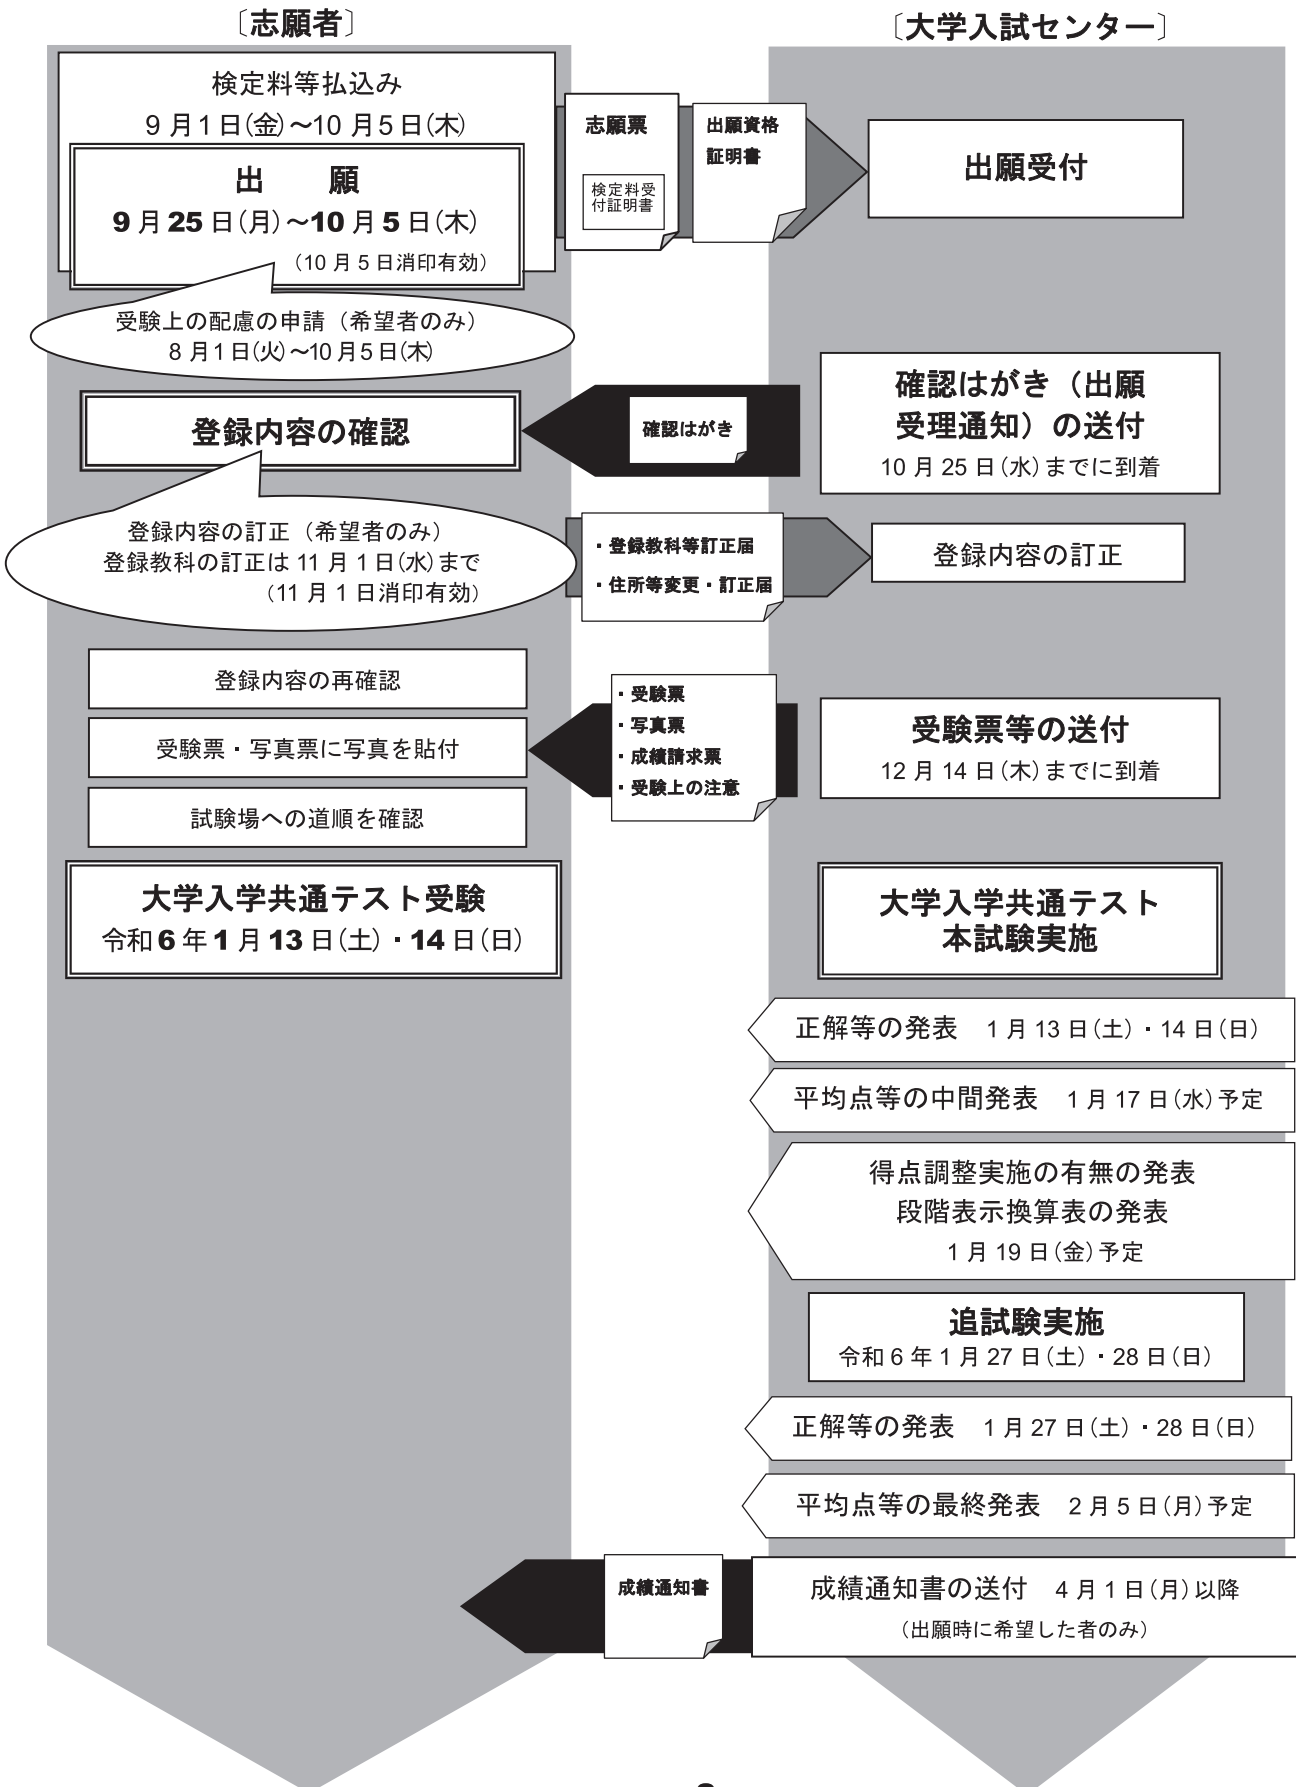 〔志願者〕
〔大学入試センター〕
検定料等払込み
9月1日(金)～10月5日(木)
出　願
9月25日(月)～10月5日(木)
(10月5日消印有効)
志願票
検定料受
付証明書
出願資格
証明書
出願受付
受験上の配慮の申請（希望者のみ）
8月1日(火)～10月5日(木)
登録内容の確認
確認はがき
確認はがき（出願
受理通知）の送付
10月25日(水)までに到着
登録内容の訂正（希望者のみ）
登録教科の訂正は11月1日(水)まで
(11月1日消印有効)
・登録教科等訂正届
・住所等変更・訂正届
登録内容の訂正
登録内容の再確認
受験票・写真票に写真を貼付
試験場への道順を確認
・受験票
・写真票
・成績請求票
・受験上の注意
受験票等の送付
12月14日(木)までに到着
大学入学共通テスト受験
令和6年1月13日(土)・14日(日)
大学入学共通テスト
本試験実施
正解等の発表　1月13日(土)・14日(日)
平均点等の中間発表　1月17日(水)予定
得点調整実施の有無の発表
段階表示換算表の発表
1月19日(金)予定
追試験実施
令和6年1月27日(土)・28日(日)
正解等の発表　1月27日(土)・28日(日)
平均点等の最終発表　2月5日(月)予定
成績通知書
成績通知書の送付　4月1日(月)以降
(出願時に希望した者のみ)